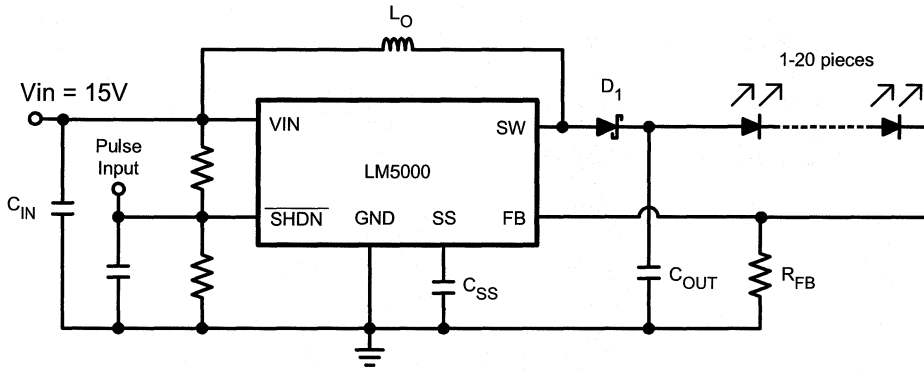 L_O
1-20 pieces
Vin = 15V
D_1
VIN
SW
Pulse
Input
LM5000
C_IN
SHDN
GND
SS
FB
C_SS
C_OUT
R_FB